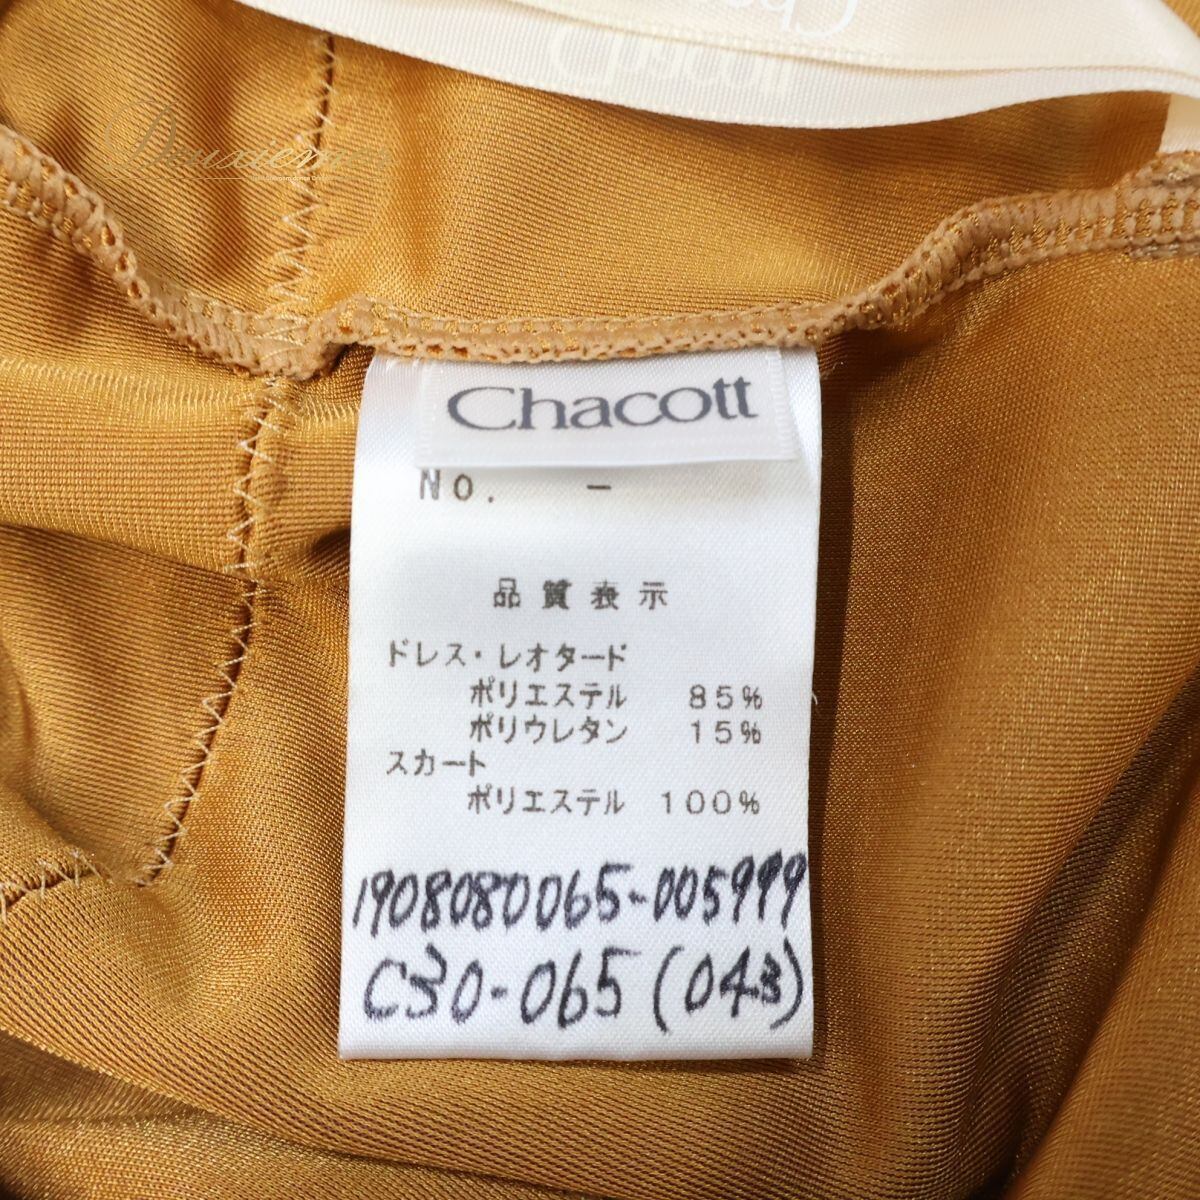 Chacott
Deuxiemer
Chacott
No. -
品質表示
ドレス・レオタード
ポリエステル 85%
ポリウレタン 15%
スカート
ポリエステル 100%
1908080065-005999
C30-065(043)